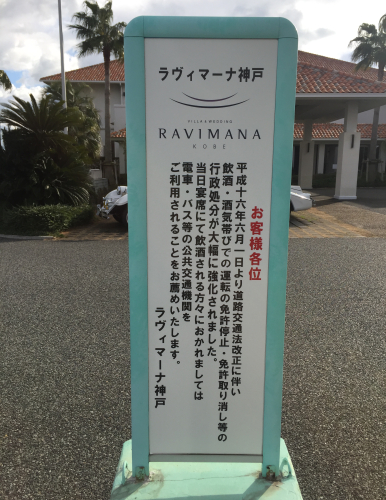 ラヴィマーナ神戸
VILLA & WEDDING
RAVIMANA
KOBE
お客様各位
平成十六年六月一日より道路交通法改正に伴い
飲酒・酒気帯びでの運転の免許停止・免許取り消し等の
行政処分が大幅に強化されました。
当日宴席にて飲酒される方々におかれましては
電車・バス等の公共交通機関を
ご利用されることをお薦めいたします。
ラヴィマーナ神戸